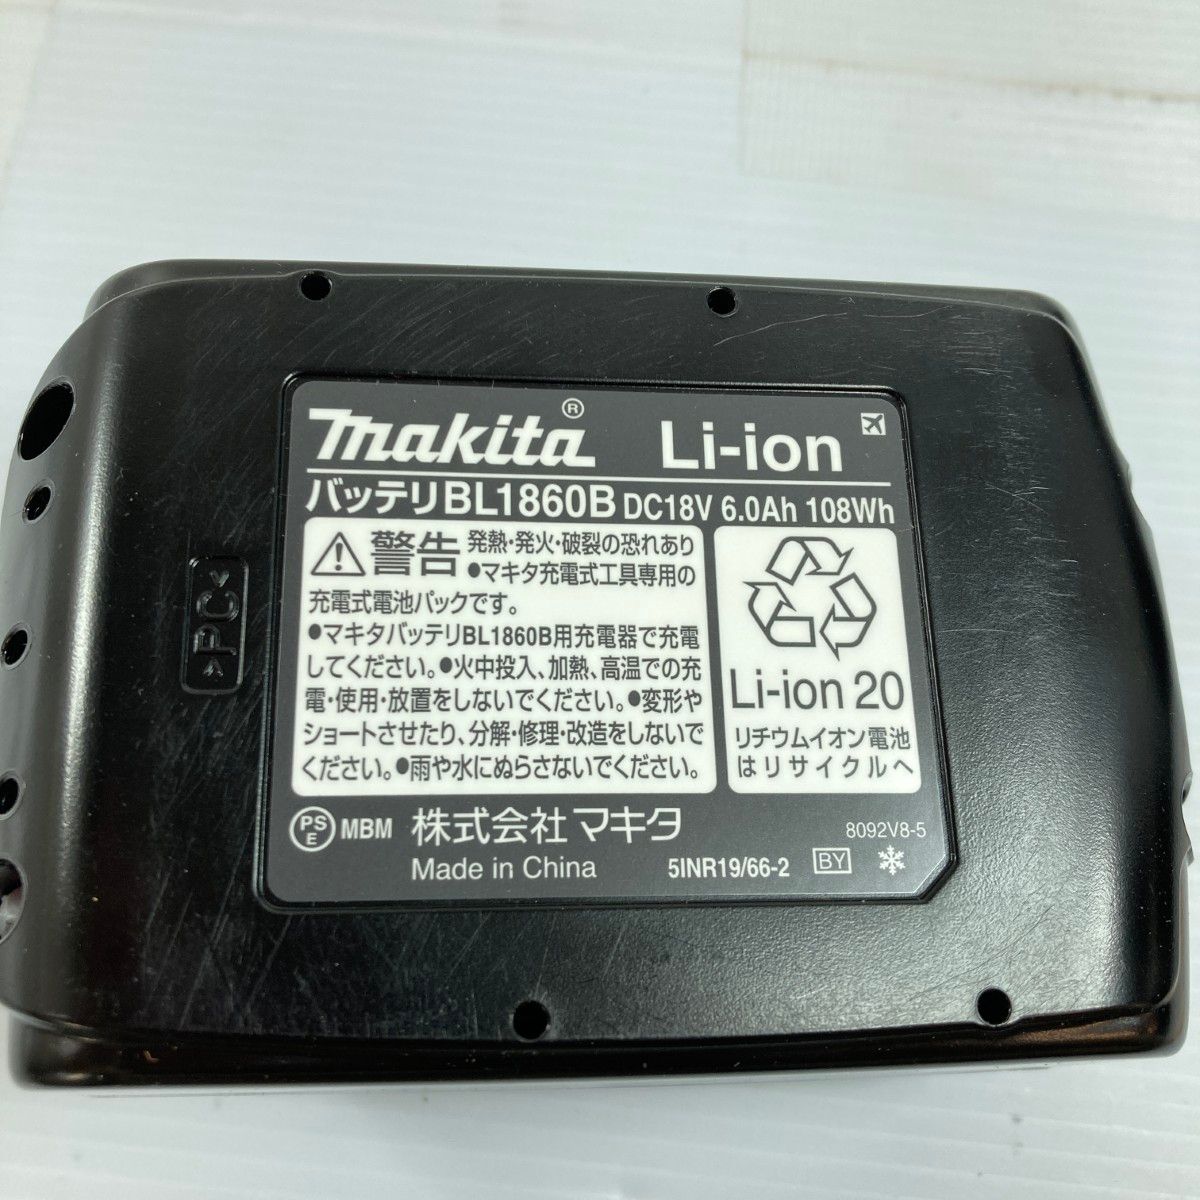 makita® Li-ion
バッテリBL1860B DC18V 6.0Ah 108Wh
警告 発熱・発火・破裂の恐れあり
●マキタ充電式工具専用の
充電式電池パックです。
●マキタバッテリBL1860B用充電器で充電
してください。●火中投入、加熱、高温での充
電・使用・放置をしないでください。●変形や
ショートさせたり、分解・修理・改造をしないで
ください。●雨や水にぬらさないでください。
Li-ion 20
リチウムイオン電池
はリサイクルへ
PSE MBM 株式会社マキタ
8092V8-5
Made in China 5INR19/66-2 BY
>PC<